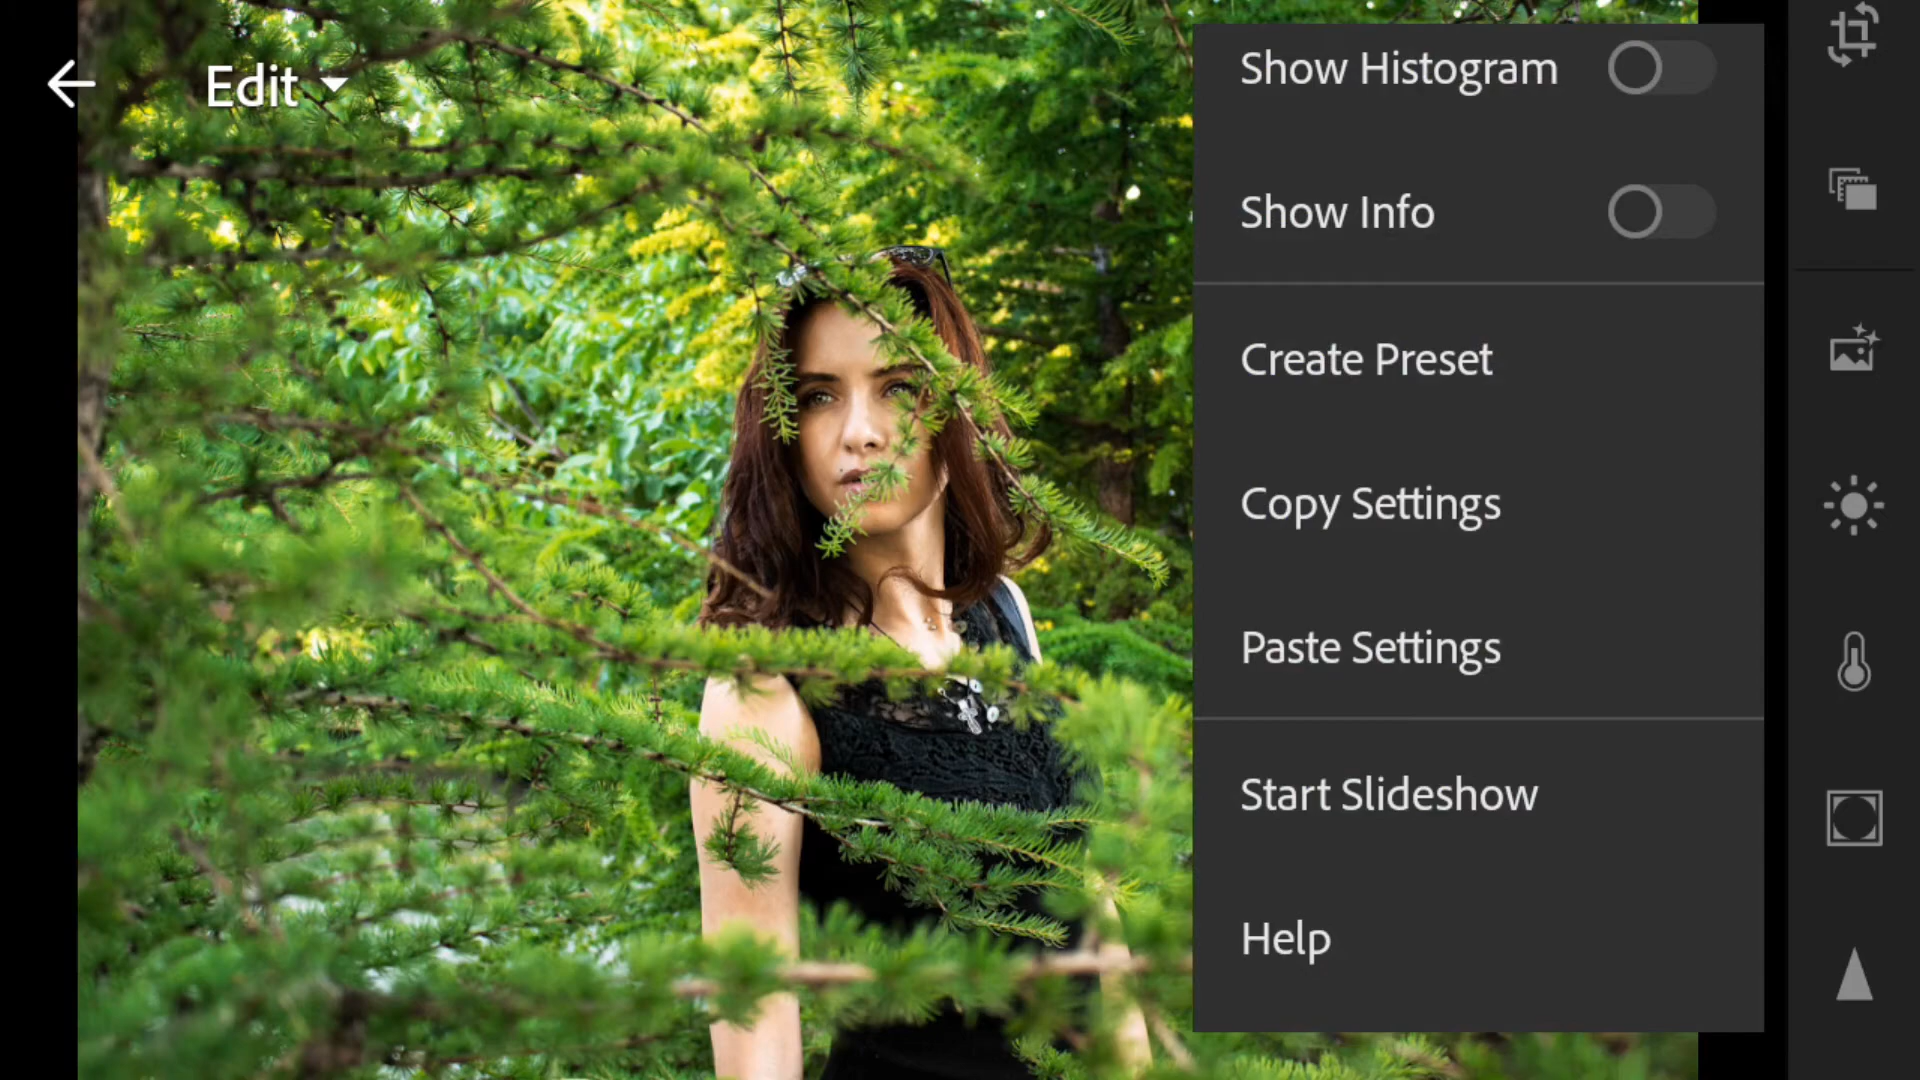 Edit
Show Histogram
Show Info
Create Preset
Copy Settings
Paste Settings
Start Slideshow
Help